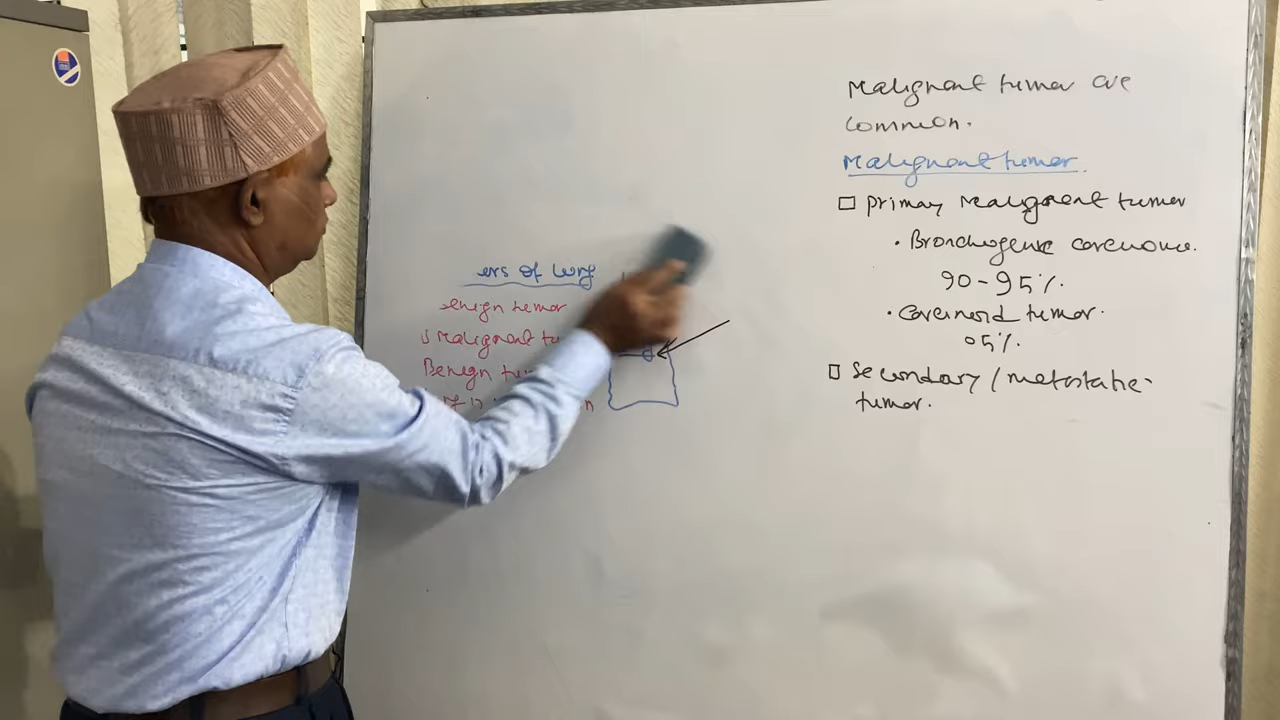 ers of lung
enign tumor
malignant tu
Benign tu
Malignant tumor are
common.
Malignant tumor.
primary malignant tumor
• Bronchogenic carcinoma.
90-95%.
• Carcinoid tumor.
05%.
Secondary/metastatic
tumor.